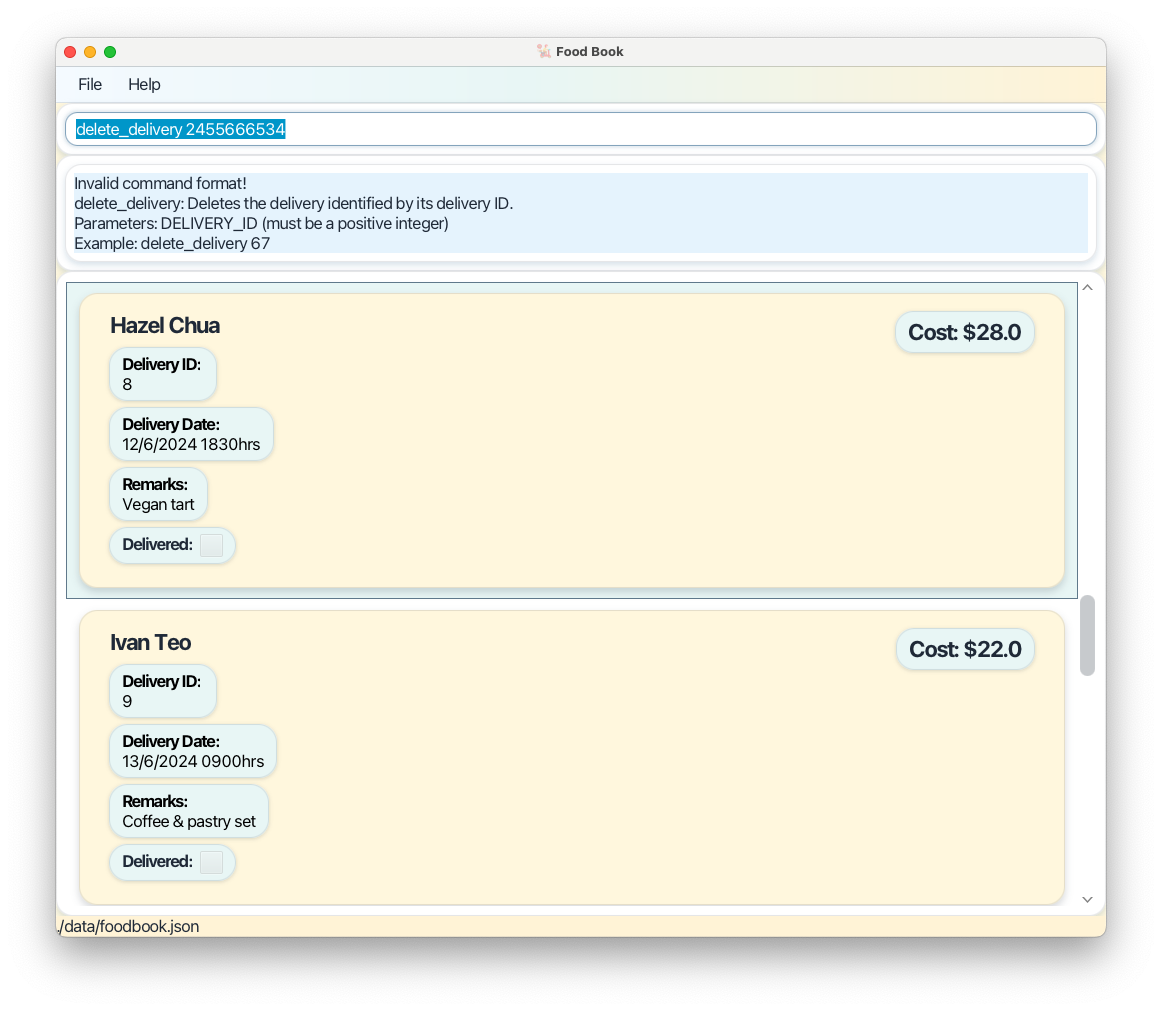 Food Book
File Help
delete_delivery 2455666534
Invalid command format!
delete_delivery: Deletes the delivery identified by its delivery ID.
Parameters: DELIVERY_ID (must be a positive integer)
Example: delete_delivery 67
Hazel Chua
Cost: $28.0
Delivery ID:
8
Delivery Date:
12/6/2024 1830hrs
Remarks:
Vegan tart
Delivered:
Ivan Teo
Cost: $22.0
Delivery ID:
9
Delivery Date:
13/6/2024 0900hrs
Remarks:
Coffee & pastry set
Delivered:
./data/foodbook.json